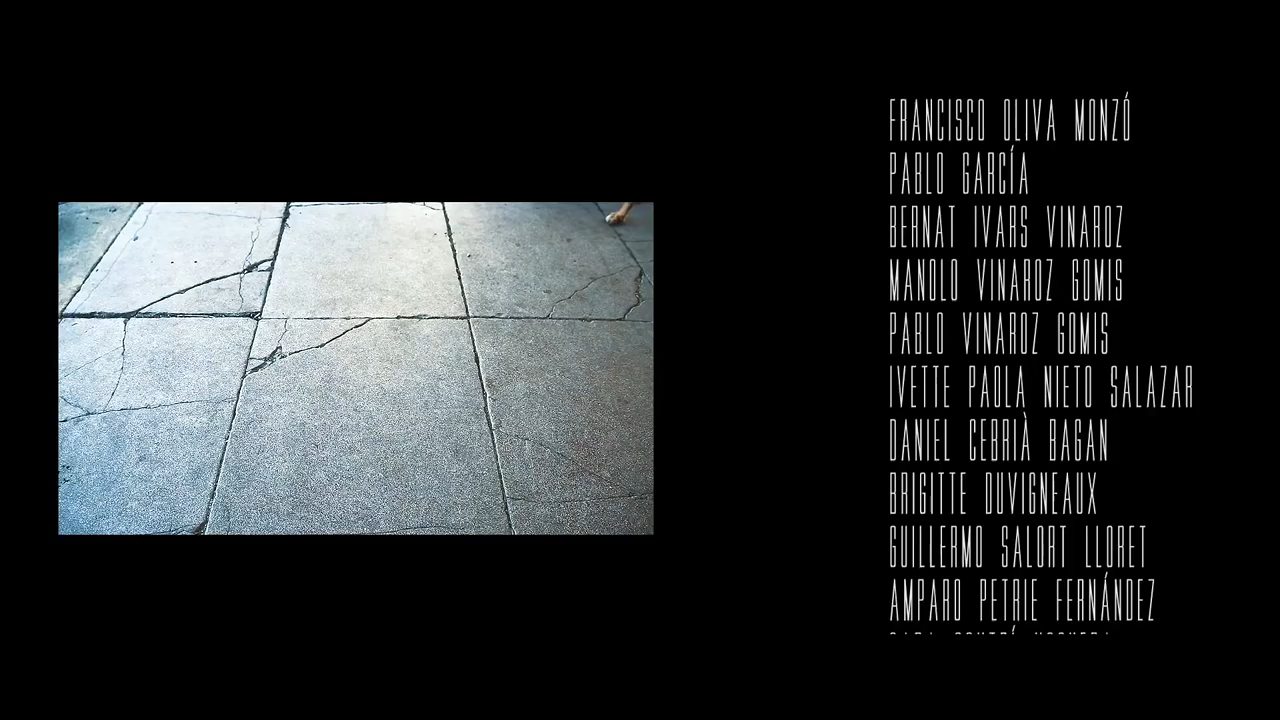 FRANCISCO OLIVA MONZÓ
PABLO GARCÍA
BERNAT IVARS VINAROZ
MANOLO VINAROZ GOMIS
PABLO VINAROZ GOMIS
IVETTE PAOLA NIETO SALAZAR
DANIEL CEBRIÀ BAGAN
BRIGITTE DUVIGNEAUX
GUILLERMO SALORT LLORET
AMPARO PETRIE FERNÁNDEZ